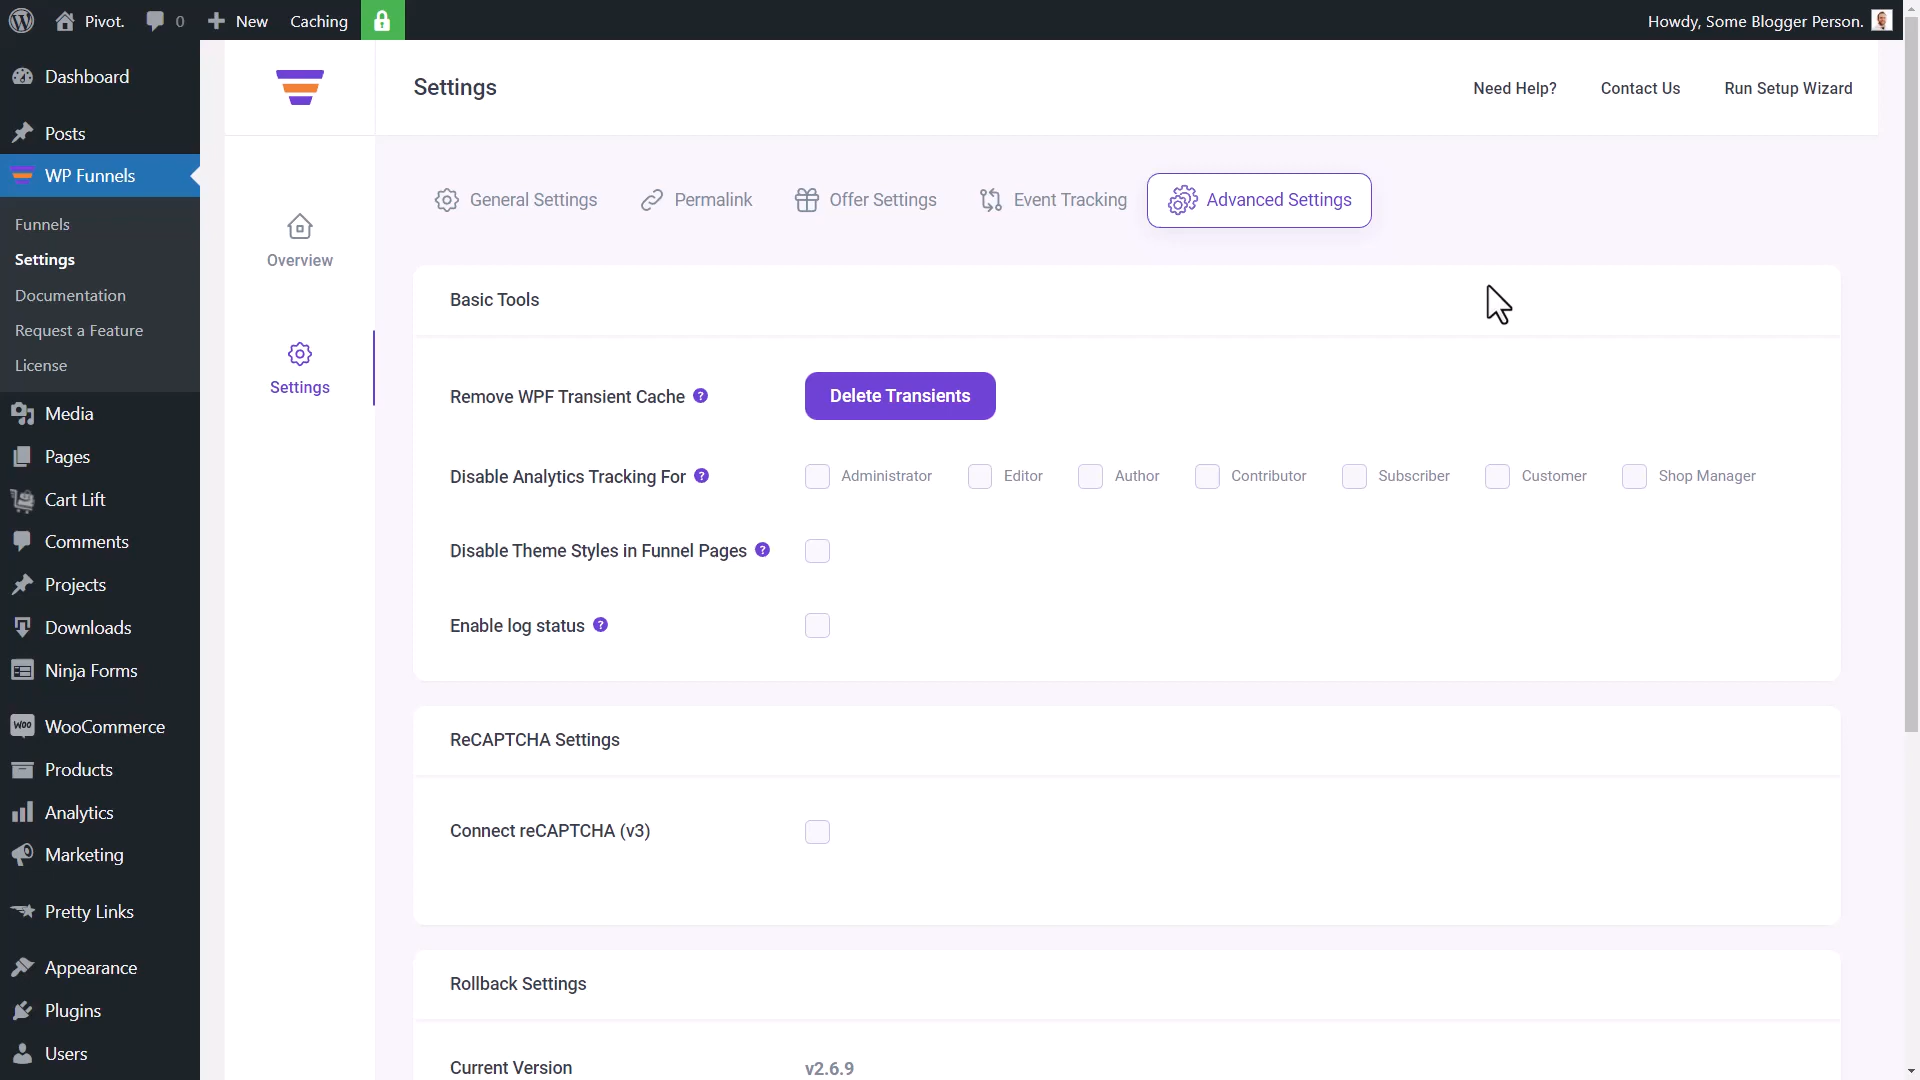 Pivot. 0 New Caching Howdy, Some Blogger Person.
Dashboard
Posts
WP Funnels
Funnels
Settings
Documentation
Request a Feature
License
Media
Pages
Cart Lift
Comments
Projects
Downloads
Ninja Forms
Woo WooCommerce
Products
Analytics
Marketing
Pretty Links
Appearance
Plugins
Users
Overview
Settings
Settings
Need Help? Contact Us Run Setup Wizard
General Settings Permalink Offer Settings Event Tracking Advanced Settings
Basic Tools
Remove WPF Transient Cache ? Delete Transients
Disable Analytics Tracking For ? Administrator Editor Author Contributor Subscriber Customer Shop Manager
Disable Theme Styles in Funnel Pages ?
Enable log status ?
ReCAPTCHA Settings
Connect reCAPTCHA (v3)
Rollback Settings
Current Version v2.6.9